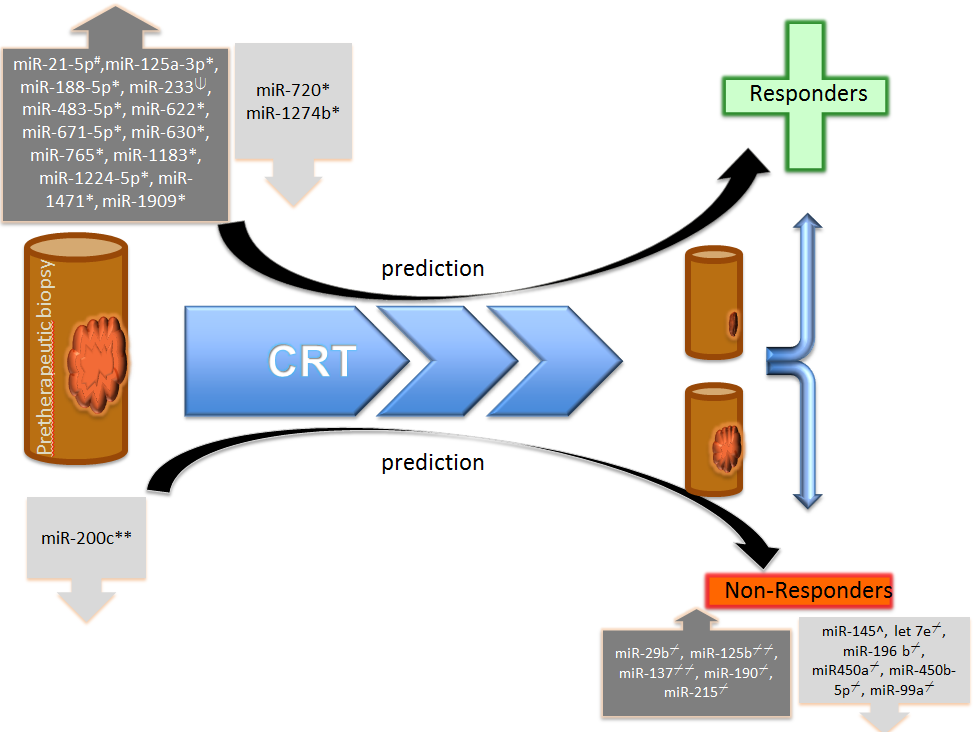 miR-21-5p#,miR-125a-3p*,
miR-188-5p*, miR-233⟒,
miR-483-5p*, miR-622*,
miR-671-5p*, miR-630*,
miR-765*, miR-1183*,
miR-1224-5p*, miR-
1471*, miR-1909*
miR-720*
miR-1274b*
Responders
prediction
Pretherapeutic biopsy
CRT
prediction
miR-200c**
Non-Responders
miR-29b⌿, miR-125b⌿⌿,
miR-137⌿⌿, miR-190⌿,
miR-215⌿
miR-145^, let 7e⌿,
miR-196 b⌿,
miR450a⌿, miR-450b-
5p⌿, miR-99a⌿